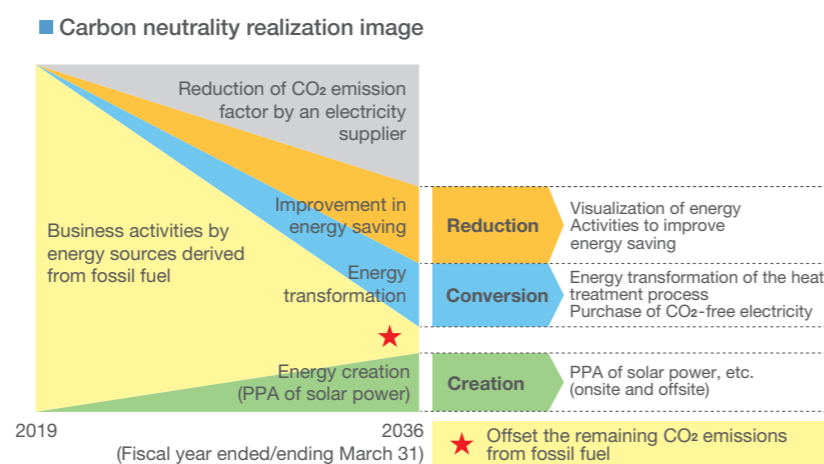 Carbon neutrality realization image
Reduction of CO₂ emission
factor by an electricity
supplier
Improvement in
energy saving
Business activities by
energy sources derived
from fossil fuel
Energy
transformation
Energy creation
(PPA of solar power)
Reduction
Visualization of energy
Activities to improve
energy saving
Conversion
Energy transformation of the heat
treatment process
Purchase of CO₂-free electricity
Creation
PPA of solar power, etc.
(onsite and offsite)
2019
2036
(Fiscal year ended/ending March 31)
Offset the remaining CO₂ emissions
from fossil fuel